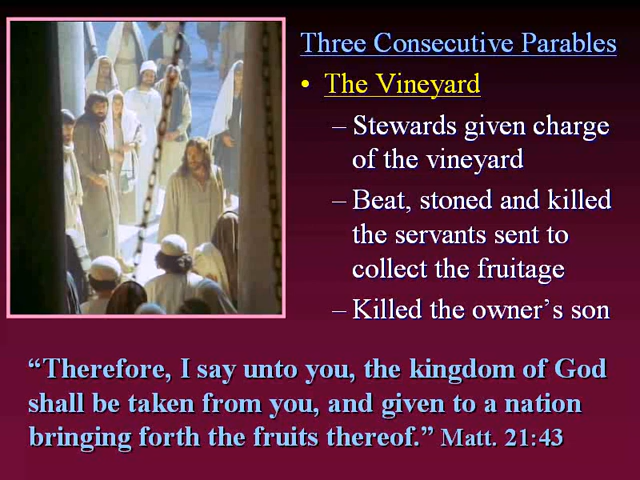 Three Consecutive Parables
• The Vineyard
– Stewards given charge
of the vineyard
– Beat, stoned and killed
the servants sent to
collect the fruitage
– Killed the owner’s son
“Therefore, I say unto you, the kingdom of God
shall be taken from you, and given to a nation
bringing forth the fruits thereof.” Matt. 21:43